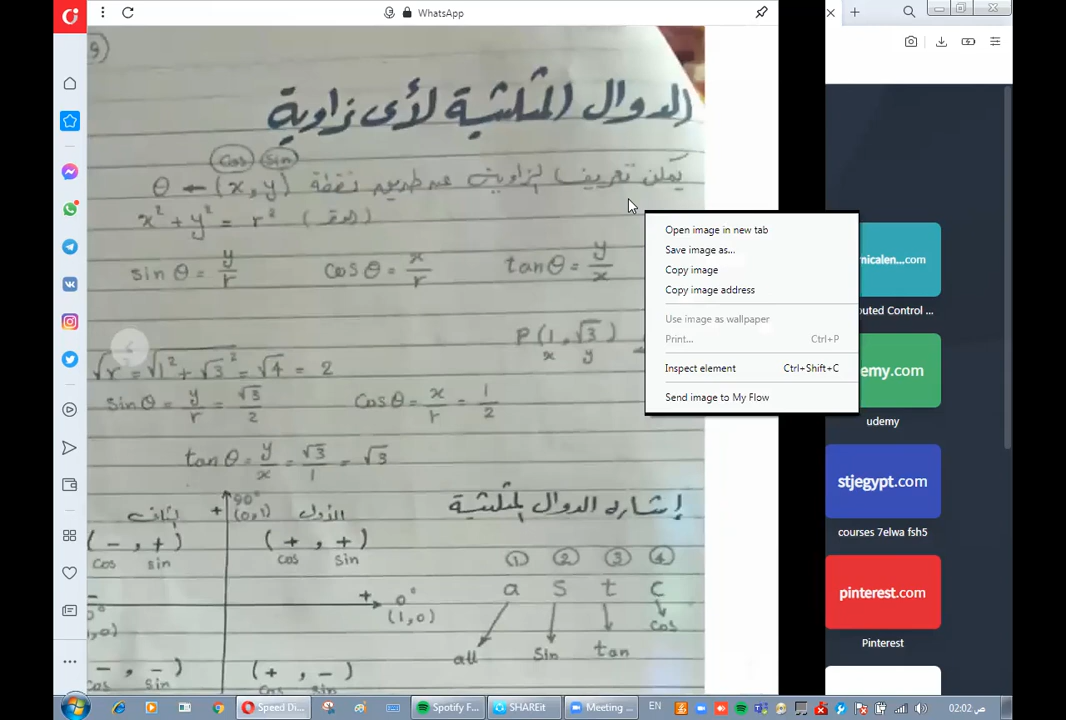 WhatsApp
9
الدوال المثلثية لأى زاوية
cos sin
يمكن تعريف الزاوية عن طريق نقطة (x, y) ← θ
x² + y² = r²
sin θ = y/r
cos θ = x/r
tan θ = y/x
P(1, √3)
x y
√r² = √1² + √3² = √4 = 2
sin θ = y/r = √3/2
cos θ = x/r = 1/2
tan θ = y/x = √3/1 = √3
إشارة الدوال المثلثية
① ② ③ ④
a S t c
all sin tan cos
+ 90°
(0,1)
الأول
(+ , +)
cos sin
(- , +)
cos sin
+ 0°
(1,0)
(- , -)
sin
(+ , -)
cos sin
Open image in new tab
Save image as...
Copy image
Copy image address
Use image as wallpaper
Print... Ctrl+P
Inspect element Ctrl+Shift+C
Send image to My Flow
nicalen...com
outed Control ...
emy.com
udemy
stjegypt.com
courses 7elwa fsh5
pinterest.com
Pinterest
Speed Di...
Spotify F...
SHAREit
Meeting ...
EN
02:02 ص